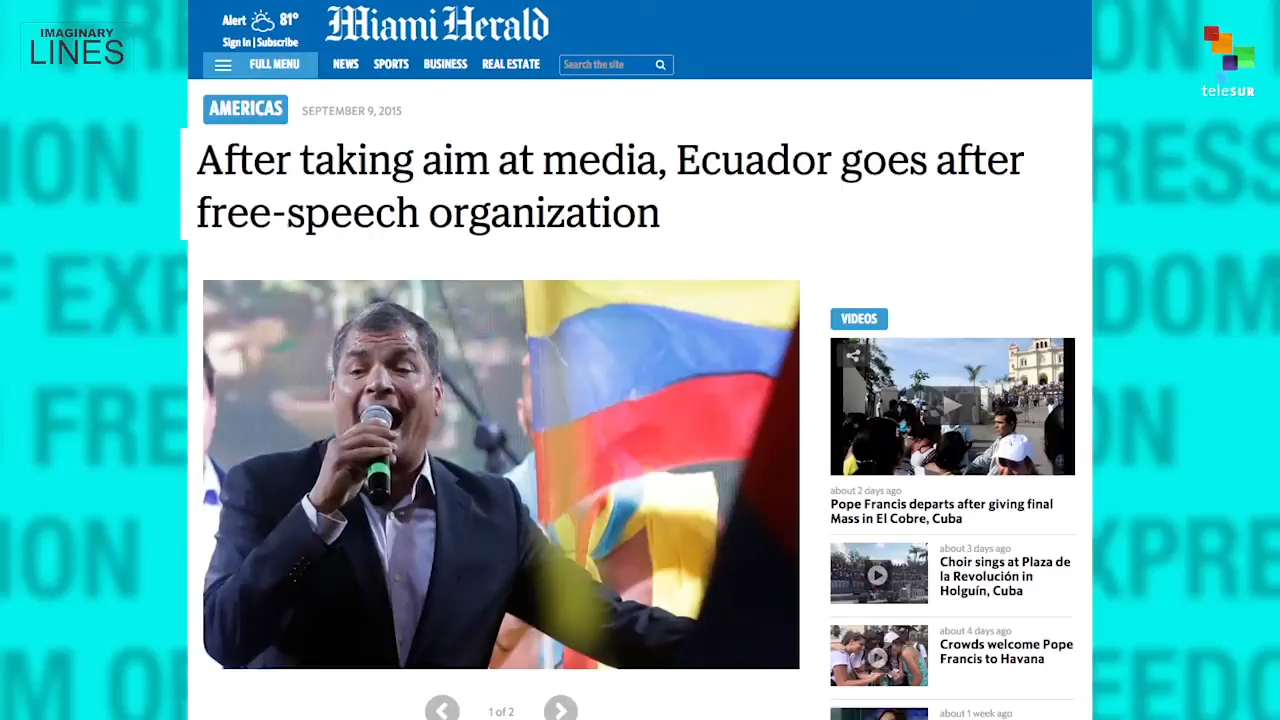 IMAGINARY
LINES
Alert 81°
Sign In | Subscribe
Miami Herald
FULL MENU
NEWS SPORTS BUSINESS REAL ESTATE
Search the site
teleSUR
AMERICAS SEPTEMBER 9, 2015
After taking aim at media, Ecuador goes after
free-speech organization
VIDEOS
about 2 days ago
Pope Francis departs after giving final
Mass in El Cobre, Cuba
about 3 days ago
Choir sings at Plaza de
la Revolución in
Holguín, Cuba
about 4 days ago
Crowds welcome Pope
Francis to Havana
about 1 week ago
1 of 2